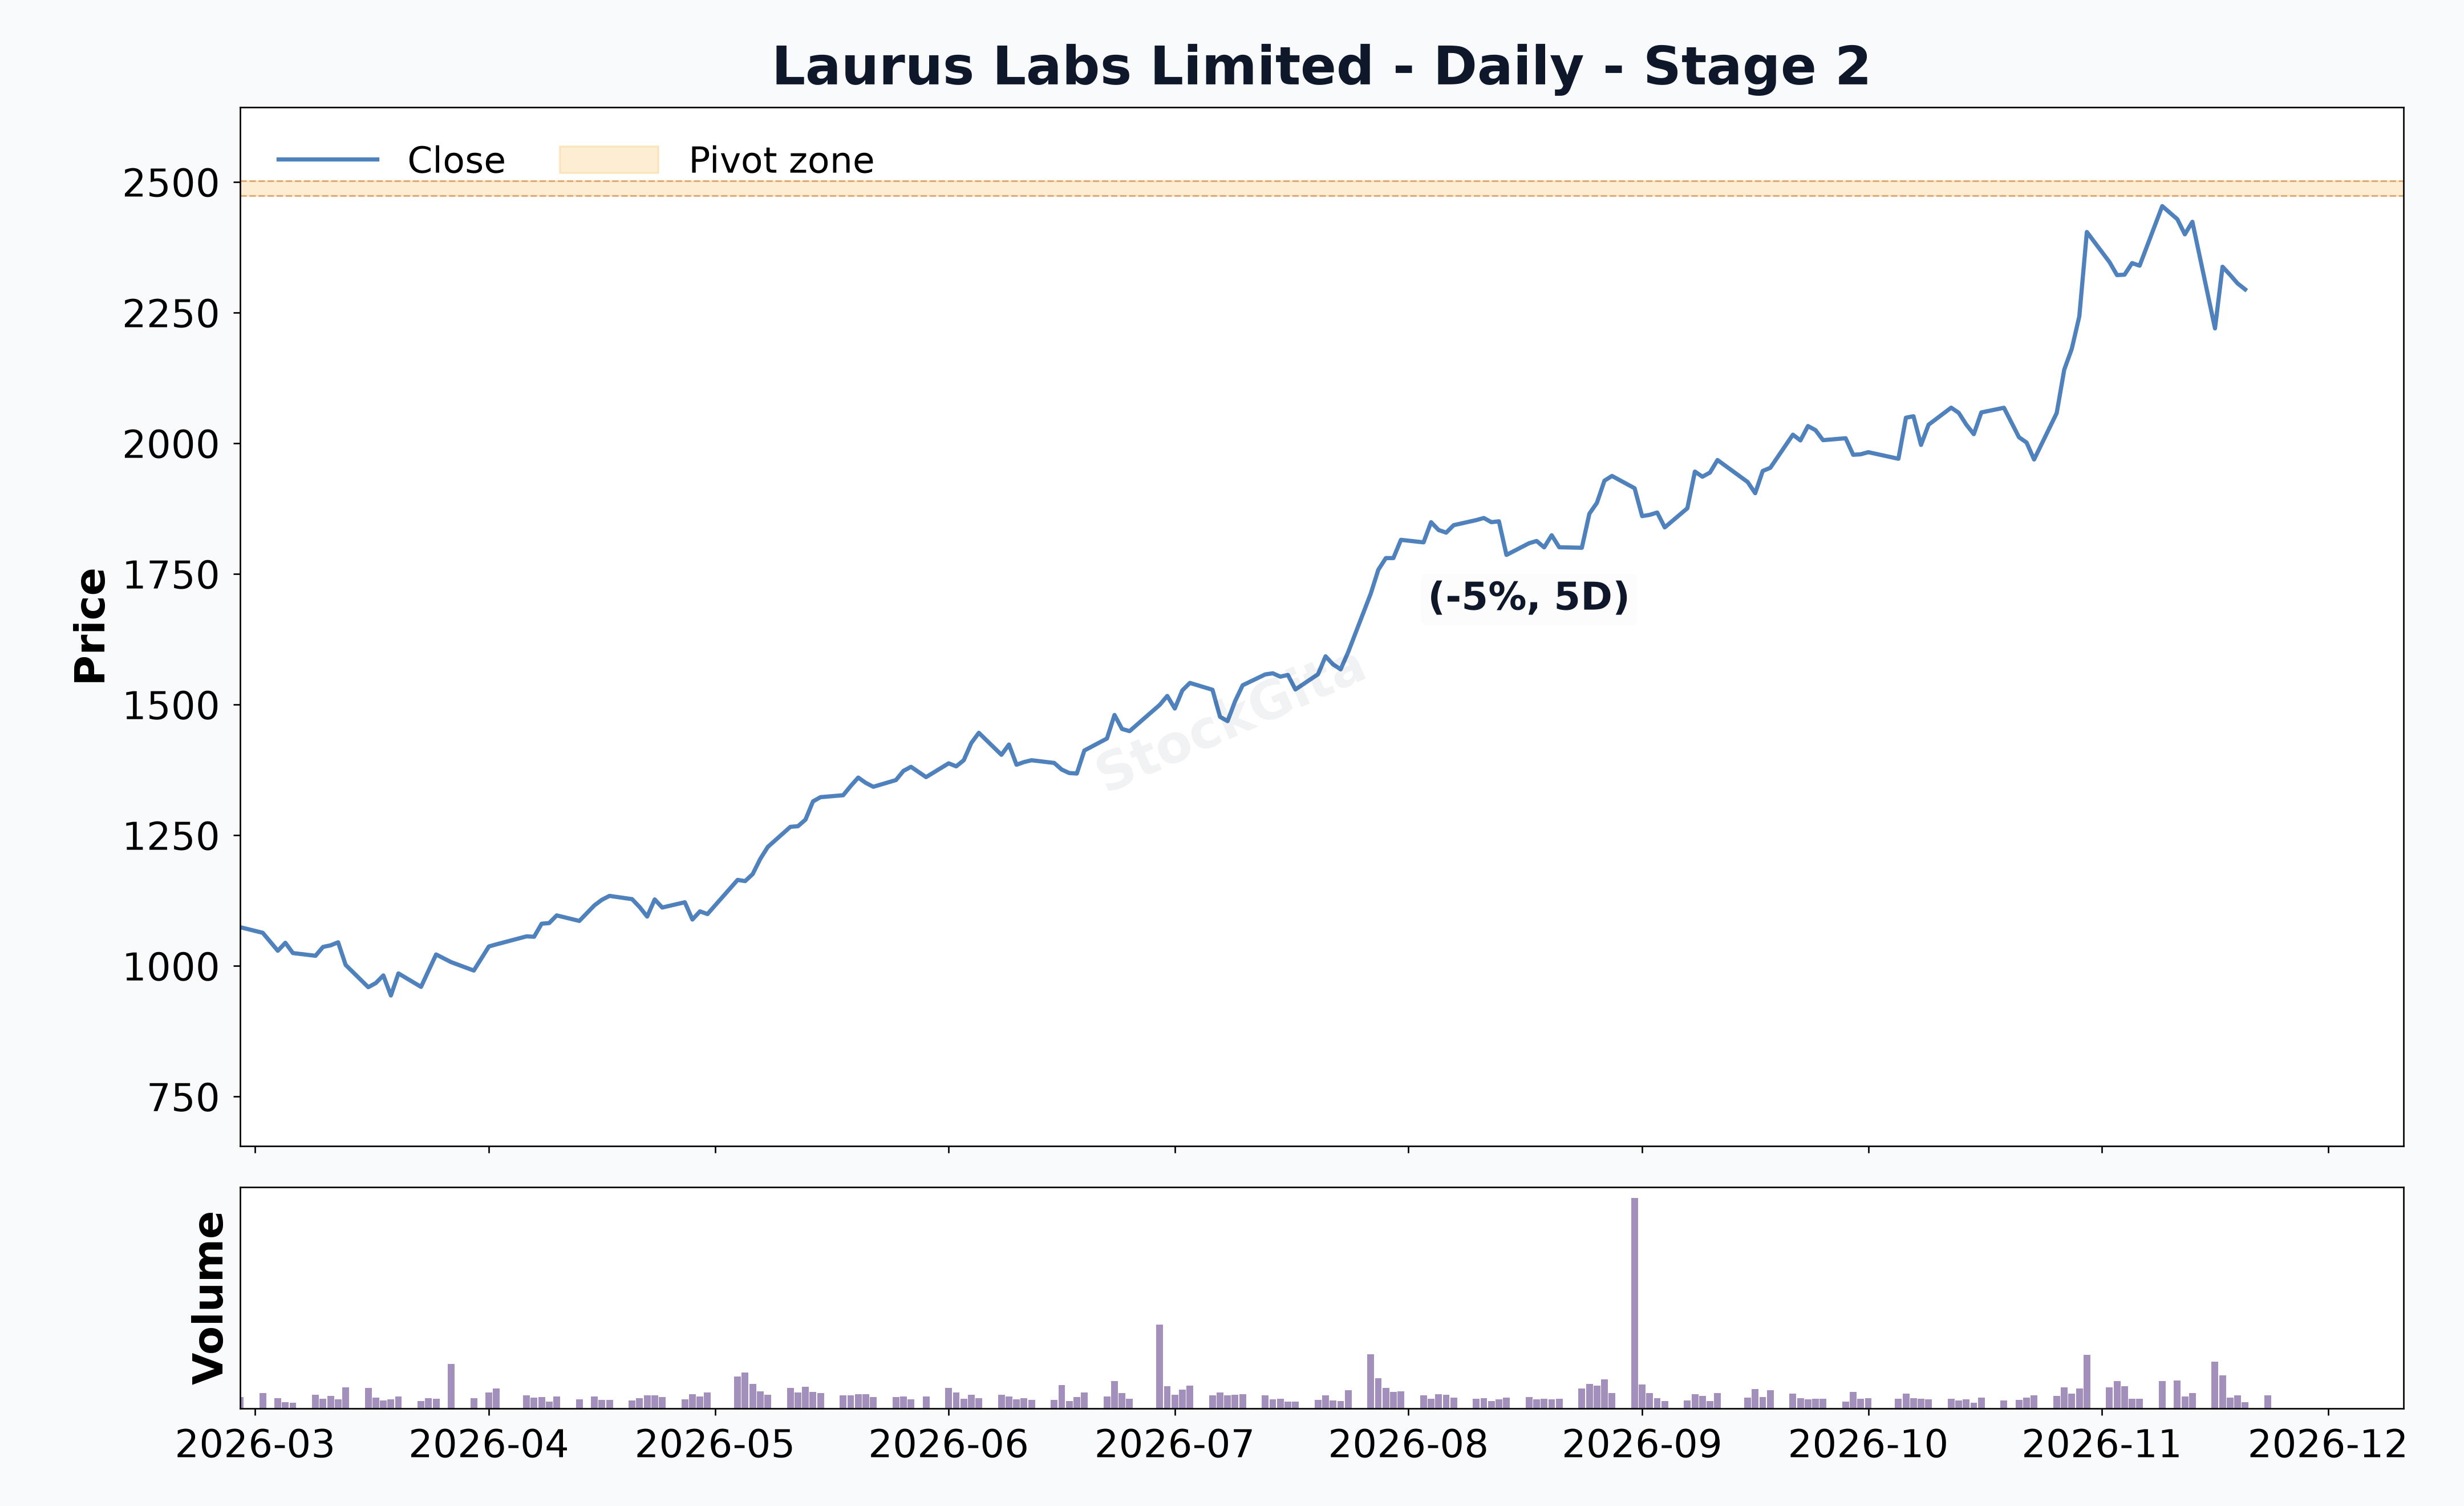 Laurus Labs Limited - Daily - Stage 2
Close
Pivot zone
2500
2250
2000
1750
1500
1250
1000
750
Price
(-5%, 5D)
StockGita
Volume
2026-03
2026-04
2026-05
2026-06
2026-07
2026-08
2026-09
2026-10
2026-11
2026-12